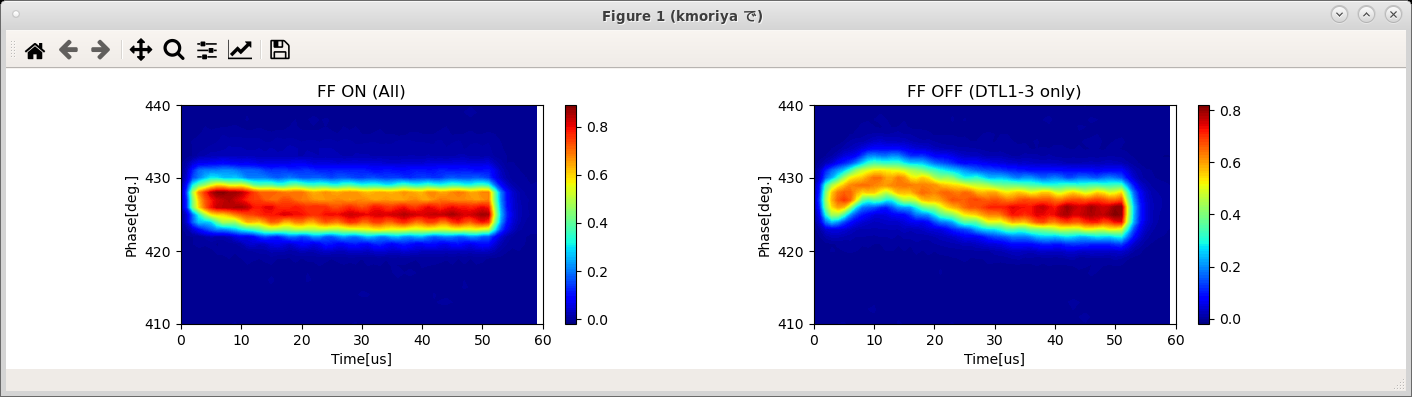 Figure 1 (kmoriya で)
FF ON (All)
440
430
420
410
Phase[deg.]
0 10 20 30 40 50 60
Time[us]
0.8
0.6
0.4
0.2
0.0
FF OFF (DTL1-3 only)
440
430
420
410
Phase[deg.]
0 10 20 30 40 50 60
Time[us]
0.8
0.6
0.4
0.2
0.0